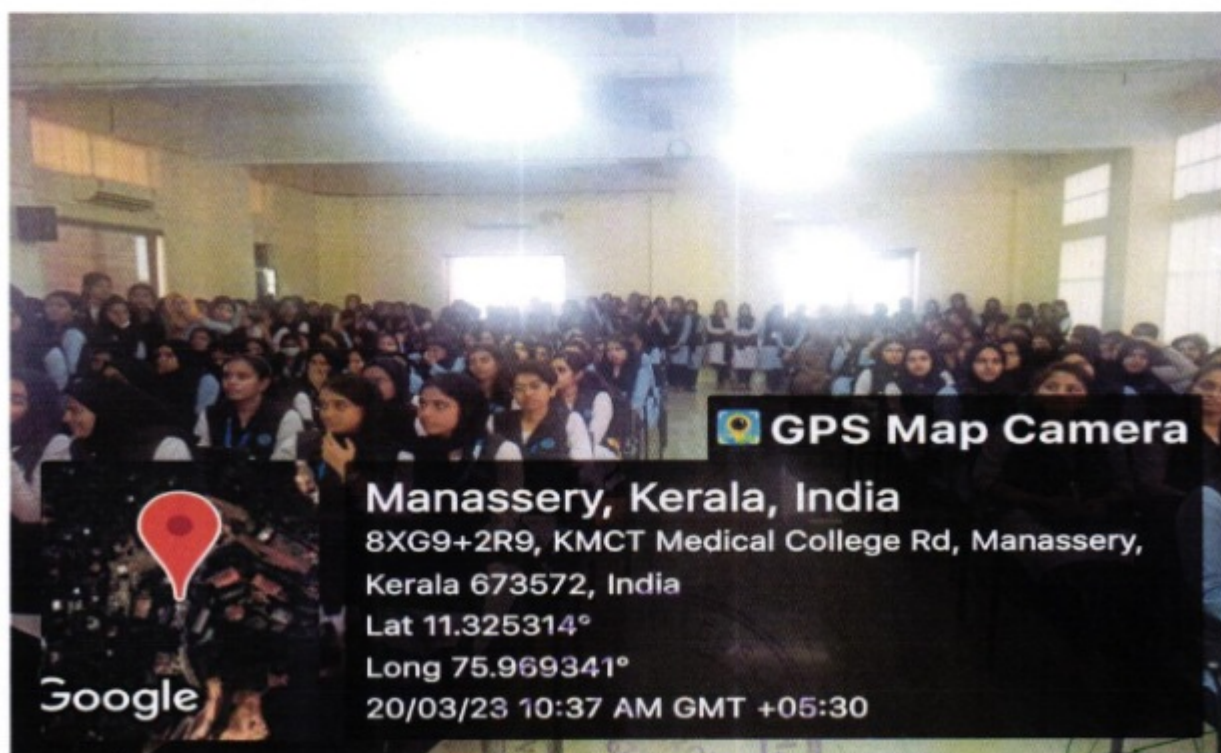 GPS Map Camera
Manassery, Kerala, India
8XG9+2R9, KMCT Medical College Rd, Manassery,
Kerala 673572, India
Lat 11.325314°
Long 75.969341°
20/03/23 10:37 AM GMT +05:30
Google